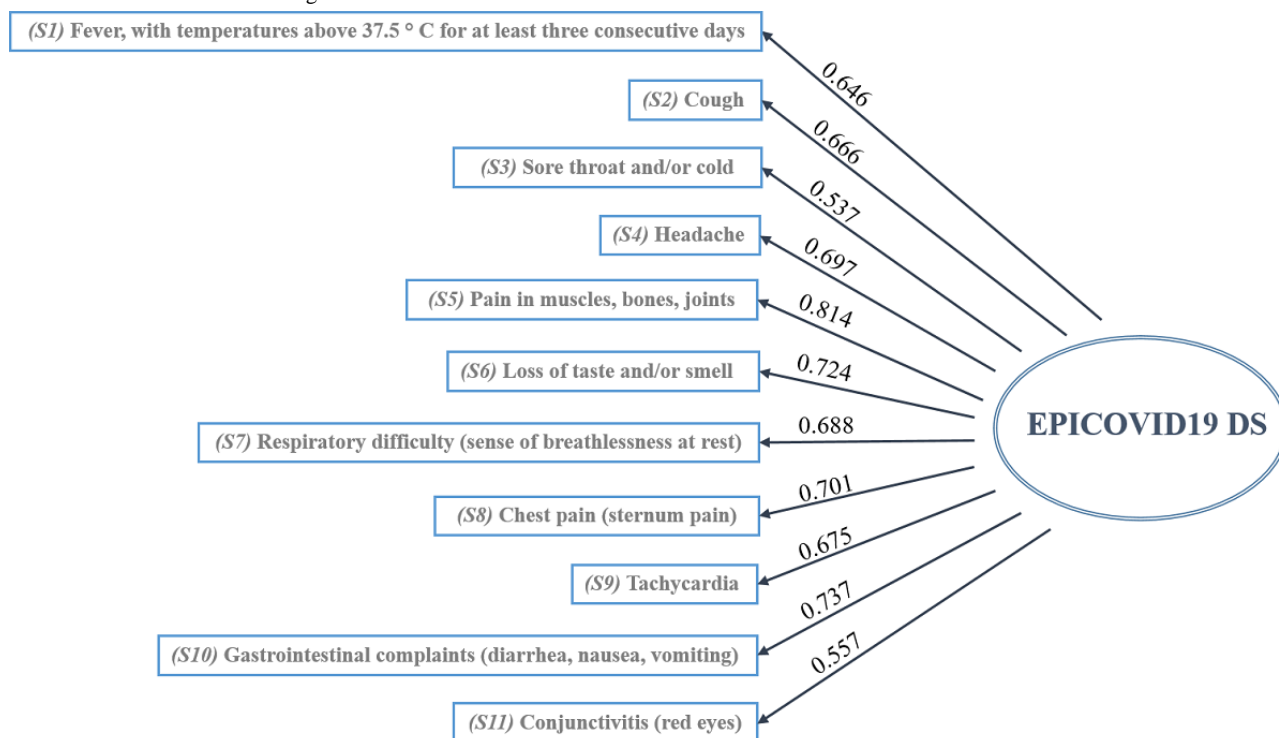 (S1) Fever, with temperatures above 37.5 ° C for at least three consecutive days
0.646
(S2) Cough
0.666
(S3) Sore throat and/or cold
0.537
(S4) Headache
0.697
(S5) Pain in muscles, bones, joints
0.814
(S6) Loss of taste and/or smell
0.724
(S7) Respiratory difficulty (sense of breathlessness at rest)
0.688
(S8) Chest pain (sternum pain)
0.701
(S9) Tachycardia
0.675
(S10) Gastrointestinal complaints (diarrhea, nausea, vomiting)
0.737
(S11) Conjunctivitis (red eyes)
0.557
EPICOVID19 DS